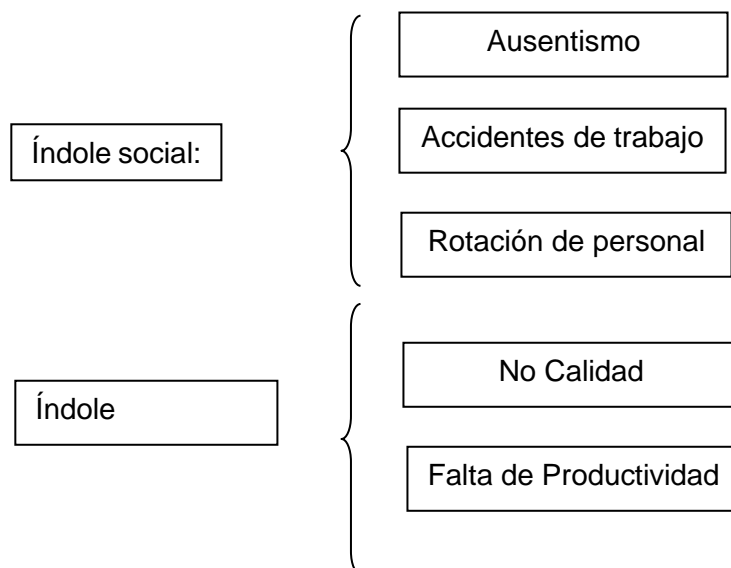 Ausentismo
Índole social:
Accidentes de trabajo
Rotación de personal
No Calidad
Índole
Falta de Productividad